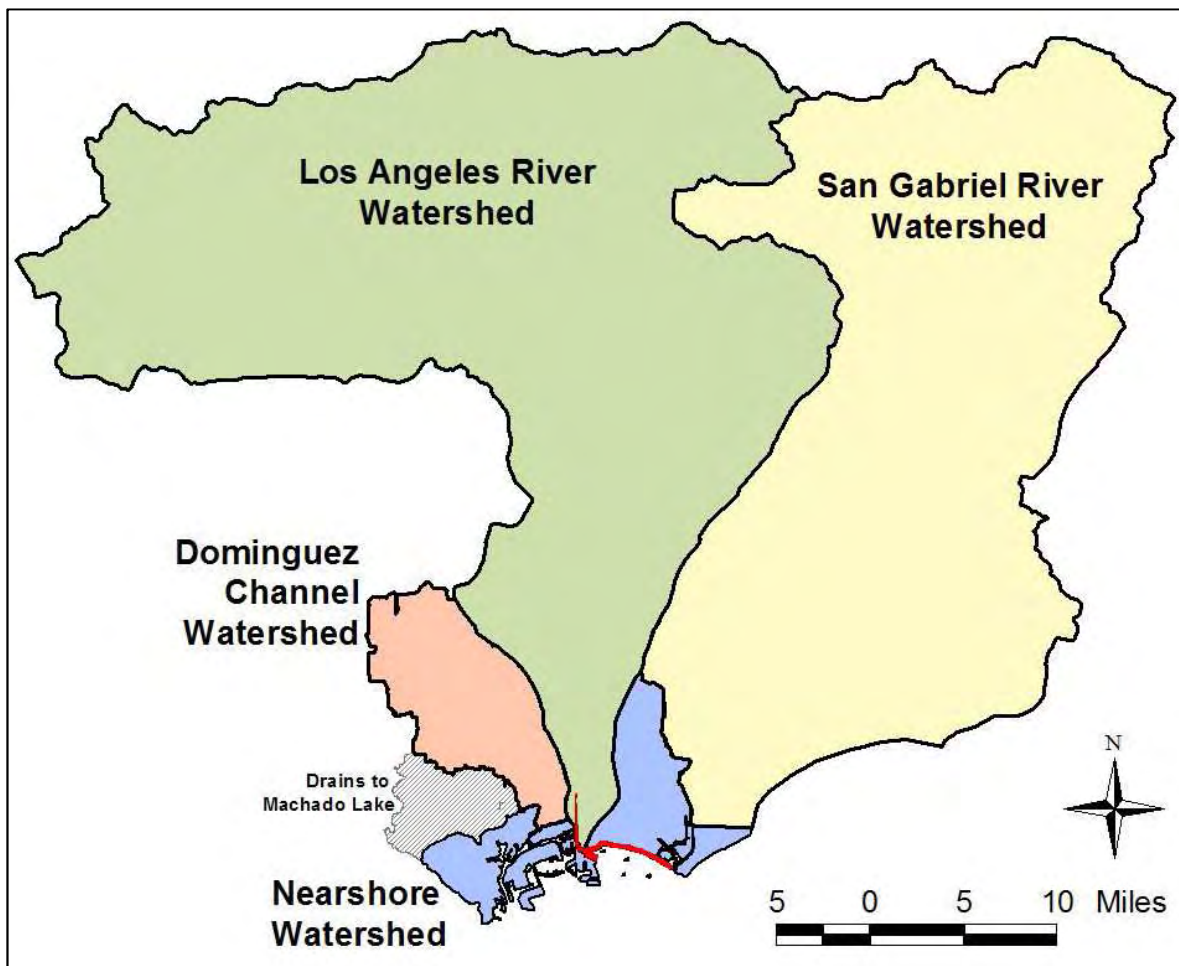 Los Angeles River
Watershed
San Gabriel River
Watershed
Dominguez
Channel
Watershed
Drains to
Machado Lake
Nearshore
Watershed
N
5 0 5 10 Miles